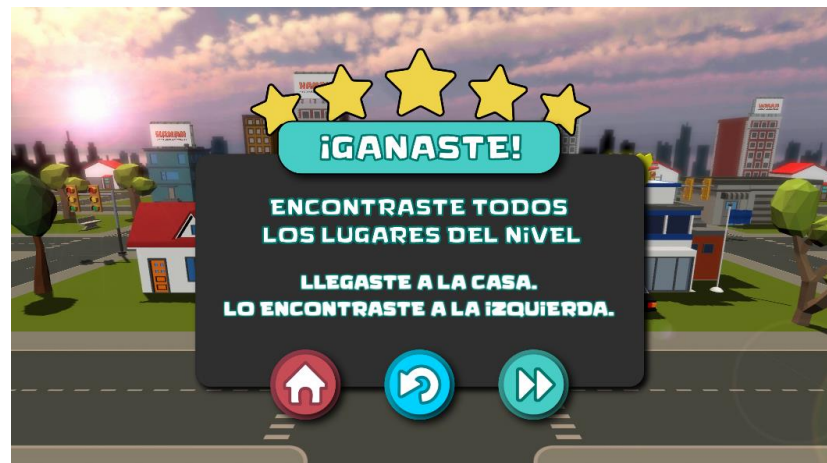 ¡GANASTE!
ENCONTRASTE TODOS
LOS LUGARES DEL NiVEL
LLEGASTE A LA CASA.
LO ENCONTRASTE A LA iZQUiERDA.